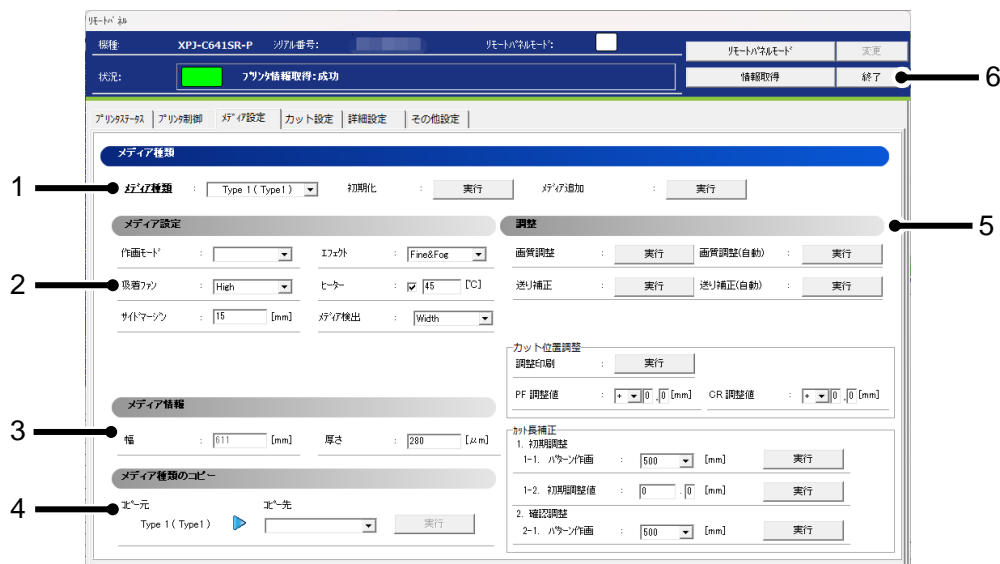 リモートパネル
機種: XPJ-C641SR-P シリアル番号: リモートパネルモード: リモートパネルモード 変更
状況: プリンタ情報取得:成功 情報取得 終了 6
プリンタステータス プリンタ制御 メディア設定 カット設定 詳細設定 その他設定
メディア種類
1 メディア種類 : Type 1 ( Type1 ) 初期化 : 実行 メディア追加 : 実行
メディア設定 調整 5
作画モード : エフェクト : Fine&Fog 画質調整 : 実行 画質調整(自動) : 実行
2 吸着ファン : High ヒーター : 45 [℃] 送り補正 : 実行 送り補正(自動) : 実行
サイドマージン : 15 [mm] メディア検出 : Width
カット位置調整
調整印刷 : 実行
PF 調整値 : + 0 . 0 [mm] CR 調整値 : + 0 . 0 [mm]
メディア情報
3 幅 : 611 [mm] 厚さ : 280 [μm]
カット長補正
1. 初期調整
1-1. パターン作画 : 500 [mm] 実行
メディア種類のコピー
1-2. 初期調整値 : 0 . 0 [mm] 実行
4 コピー元 コピー先
Type 1 ( Type1 ) 実行
2. 確認調整
2-1. パターン作画 : 500 [mm] 実行